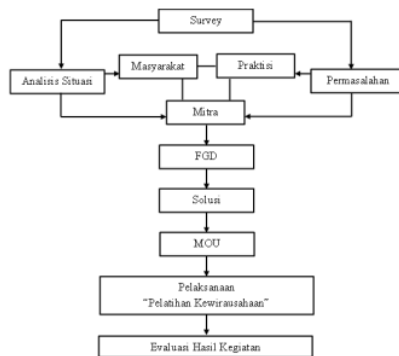 Survey
Masyarakat
Praktisi
Analisis Situasi
Permasalahan
Mitra
FGD
Solusi
MOU
Pelaksanaan
"Pelatihan Kewirausahaan"
Evaluasi Hasil Kegiatan